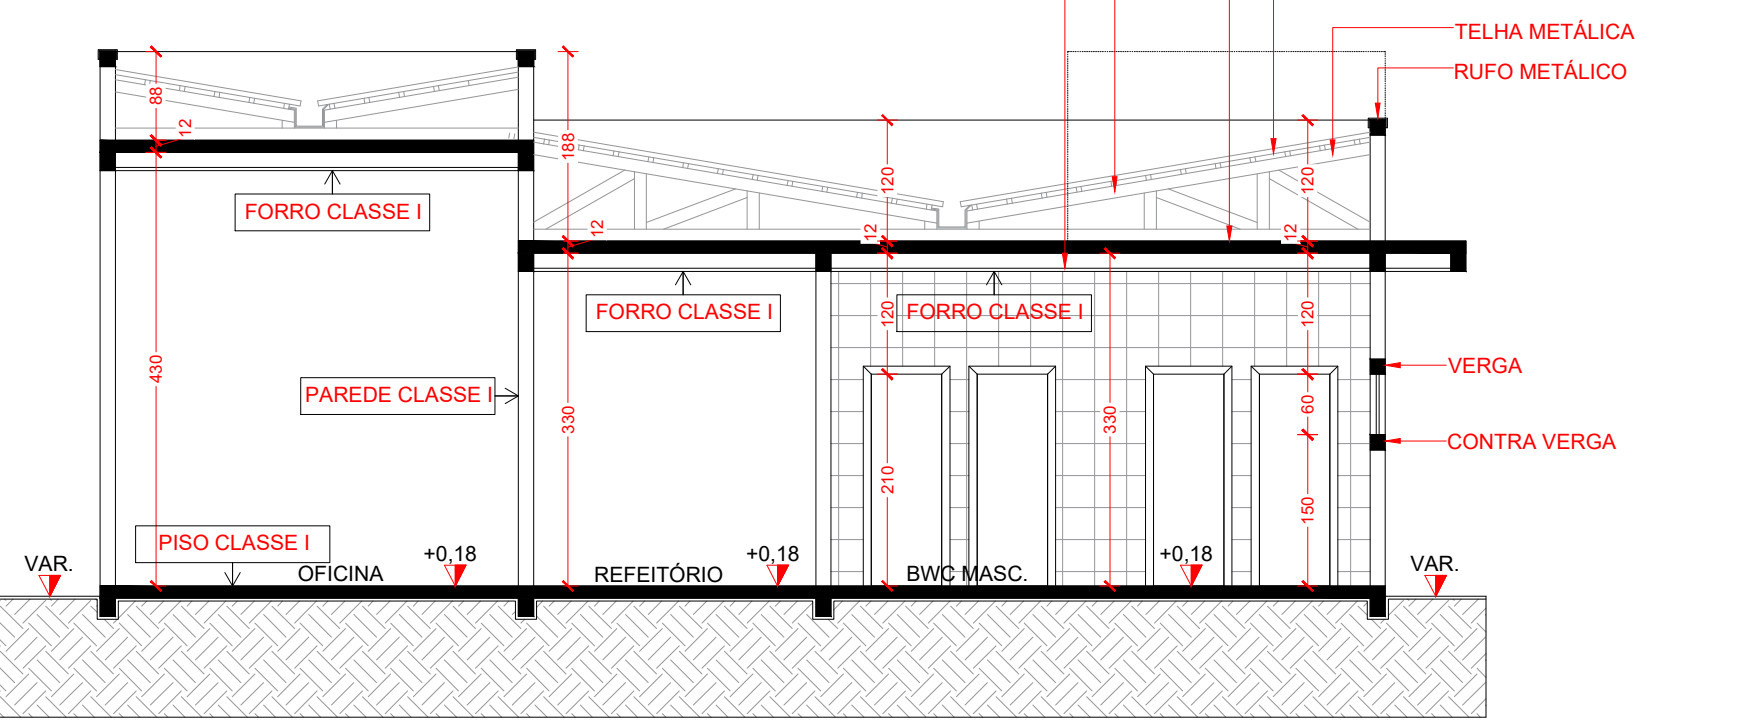 TELHA METÁLICA
RUFO METÁLICO
88
12
188
120
120
FORRO CLASSE I
12
12
12
FORRO CLASSE I
FORRO CLASSE I
120
120
430
PAREDE CLASSE I
330
330
VERGA
60
CONTRA VERGA
210
150
PISO CLASSE I
VAR.
OFICINA
+0,18
REFEITÓRIO
+0,18
BWC MASC.
+0,18
VAR.